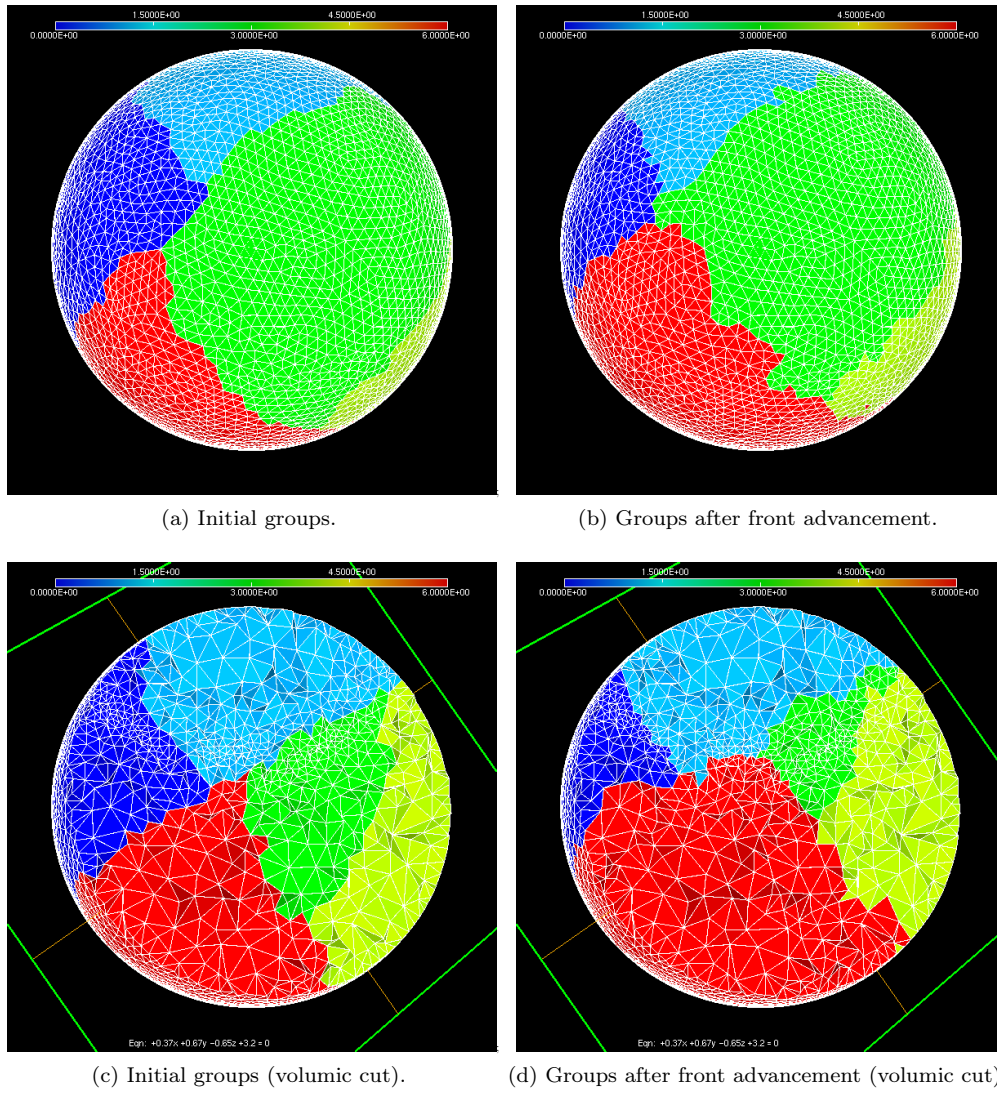 1.5000E+00 4.5000E+00
0.0000E+00 3.0000E+00 6.0000E+00
1.5000E+00 4.5000E+00
0.0000E+00 3.0000E+00 6.0000E+00
(a) Initial groups.
(b) Groups after front advancement.
1.5000E+00 4.5000E+00
0.0000E+00 3.0000E+00 6.0000E+00
Eqn: +0.37x +0.67y −0.65z +3.2 = 0
1.5000E+00 4.5000E+00
0.0000E+00 3.0000E+00 6.0000E+00
Eqn: +0.37x +0.67y −0.65z +3.2 = 0
(c) Initial groups (volumic cut).
(d) Groups after front advancement (volumic cut)